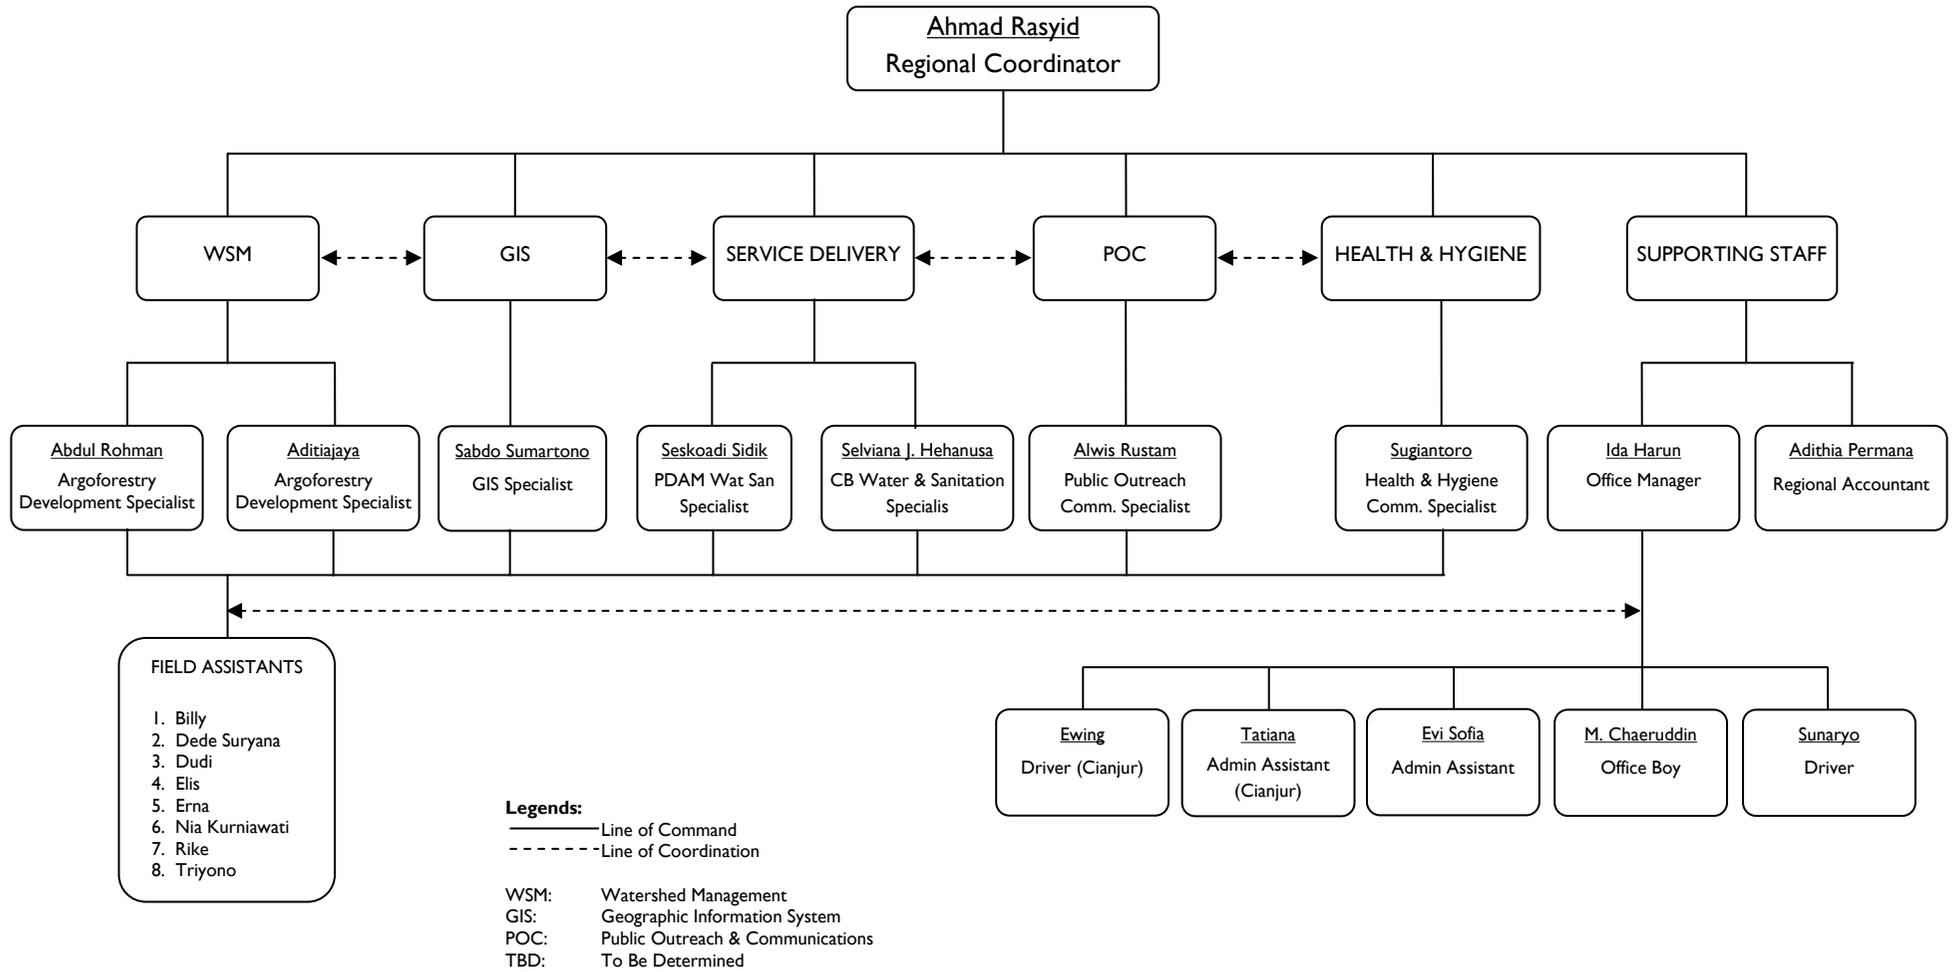 Ahmad Rasyid
Regional Coordinator
WSM
GIS
SERVICE DELIVERY
POC
HEALTH & HYGIENE
SUPPORTING STAFF
Abdul Rohman
Argoforestry
Development Specialist
Aditiajaya
Argoforestry
Development Specialist
Sabdo Sumartono
GIS Specialist
Seskoadi Sidik
PDAM Wat San
Specialist
Selviana J. Hehanusa
CB Water & Sanitation
Specialis
Alwis Rustam
Public Outreach
Comm. Specialist
Sugiantoro
Health & Hygiene
Comm. Specialist
Ida Harun
Office Manager
Adithia Permana
Regional Accountant
FIELD ASSISTANTS
1. Billy
2. Dede Suryana
3. Dudi
4. Elis
5. Erna
6. Nia Kurniawati
7. Rike
8. Triyono
Ewing
Driver (Cianjur)
Tatiana
Admin Assistant
(Cianjur)
Evi Sofia
Admin Assistant
M. Chaeruddin
Office Boy
Sunaryo
Driver
Legends:
Line of Command
Line of Coordination
WSM: Watershed Management
GIS: Geographic Information System
POC: Public Outreach & Communications
TBD: To Be Determined